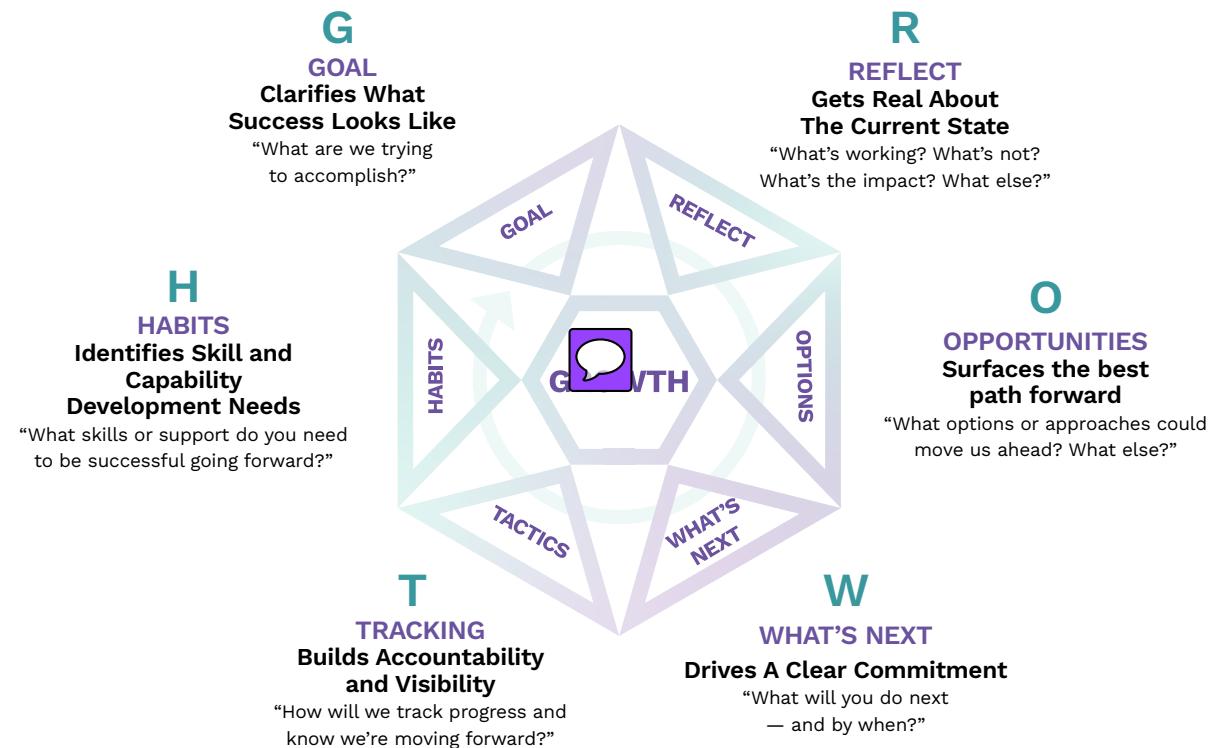 G
GOAL
Clarifies What
Success Looks Like
“What are we trying
to accomplish?”
R
REFLECT
Gets Real About
The Current State
“What’s working? What’s not?
What’s the impact? What else?”
O
OPPORTUNITIES
Surfaces the best
path forward
“What options or approaches could
move us ahead? What else?”
W
WHAT’S NEXT
Drives A Clear Commitment
“What will you do next
— and by when?”
T
TRACKING
Builds Accountability
and Visibility
“How will we track progress and
know we’re moving forward?”
H
HABITS
Identifies Skill and
Capability
Development Needs
“What skills or support do you need
to be successful going forward?”
GOAL
REFLECT
OPTIONS
WHAT’S
NEXT
TACTICS
HABITS